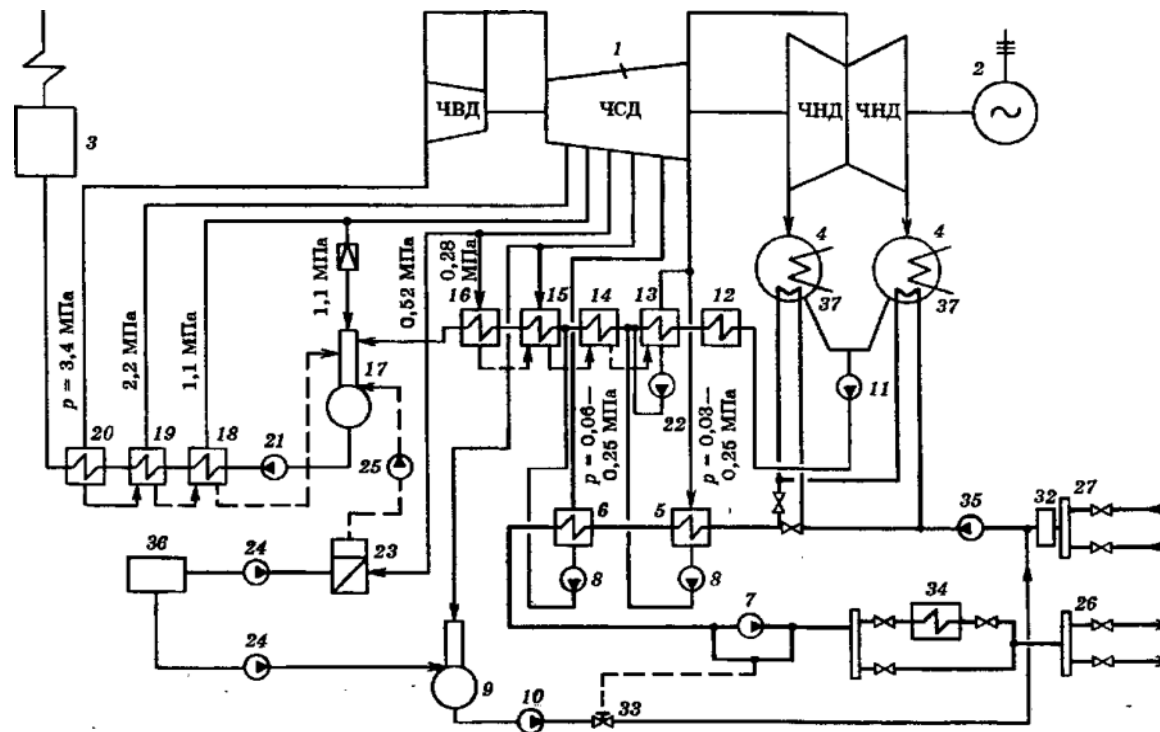 1
2
3
ЧВД
ЧСД
ЧНД
ЧНД
4
4
37
37
p = 3,4 МПа
2,2 МПа
1,1 МПа
1,1 МПа
0,52 МПа
0,28
МПа
16
15
14
13
12
17
11
22
p = 0,06—
0,25 МПа
p = 0,03—
0,25 МПа
20
19
18
21
25
6
5
35
32
27
36
24
23
8
8
7
34
26
24
9
10
33